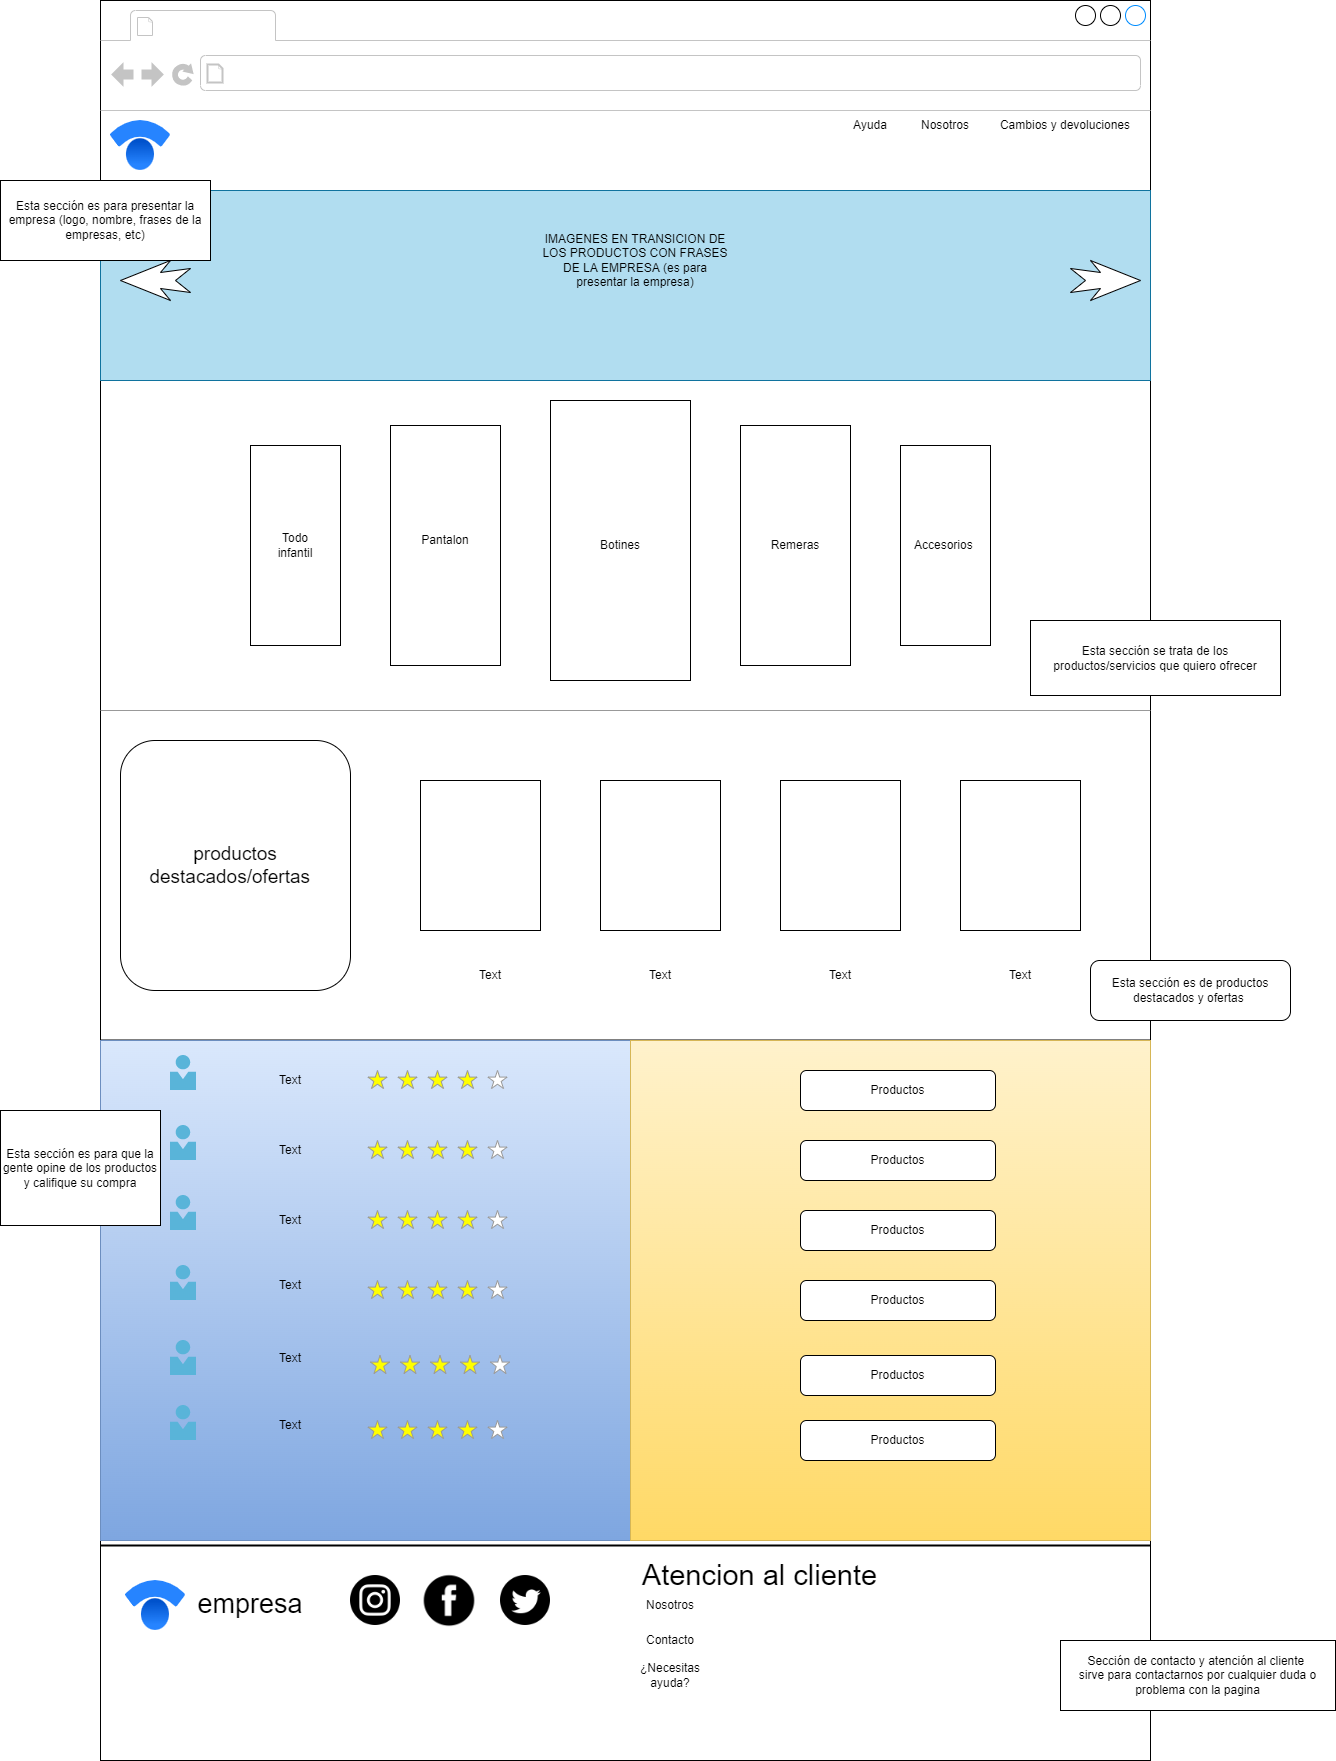 Ayuda
Nosotros
Cambios y devoluciones
Esta sección es para presentar la
empresa (logo, nombre, frases de la
empresas, etc)
IMAGENES EN TRANSICION DE
LOS PRODUCTOS CON FRASES
DE LA EMPRESA (es para
presentar la empresa)
Todo
infantil
Pantalon
Botines
Remeras
Accesorios
Esta sección se trata de los
productos/servicios que quiero ofrecer
productos
destacados/ofertas
Text
Text
Text
Text
Esta sección es de productos
destacados y ofertas
Text
Productos
Esta sección es para que la
gente opine de los productos
y califique su compra
Text
Productos
Text
Productos
Text
Productos
Text
Productos
Text
Productos
empresa
Atencion al cliente
Nosotros
Contacto
¿Necesitas
ayuda?
Sección de contacto y atención al cliente
sirve para contactarnos por cualquier duda o
problema con la pagina